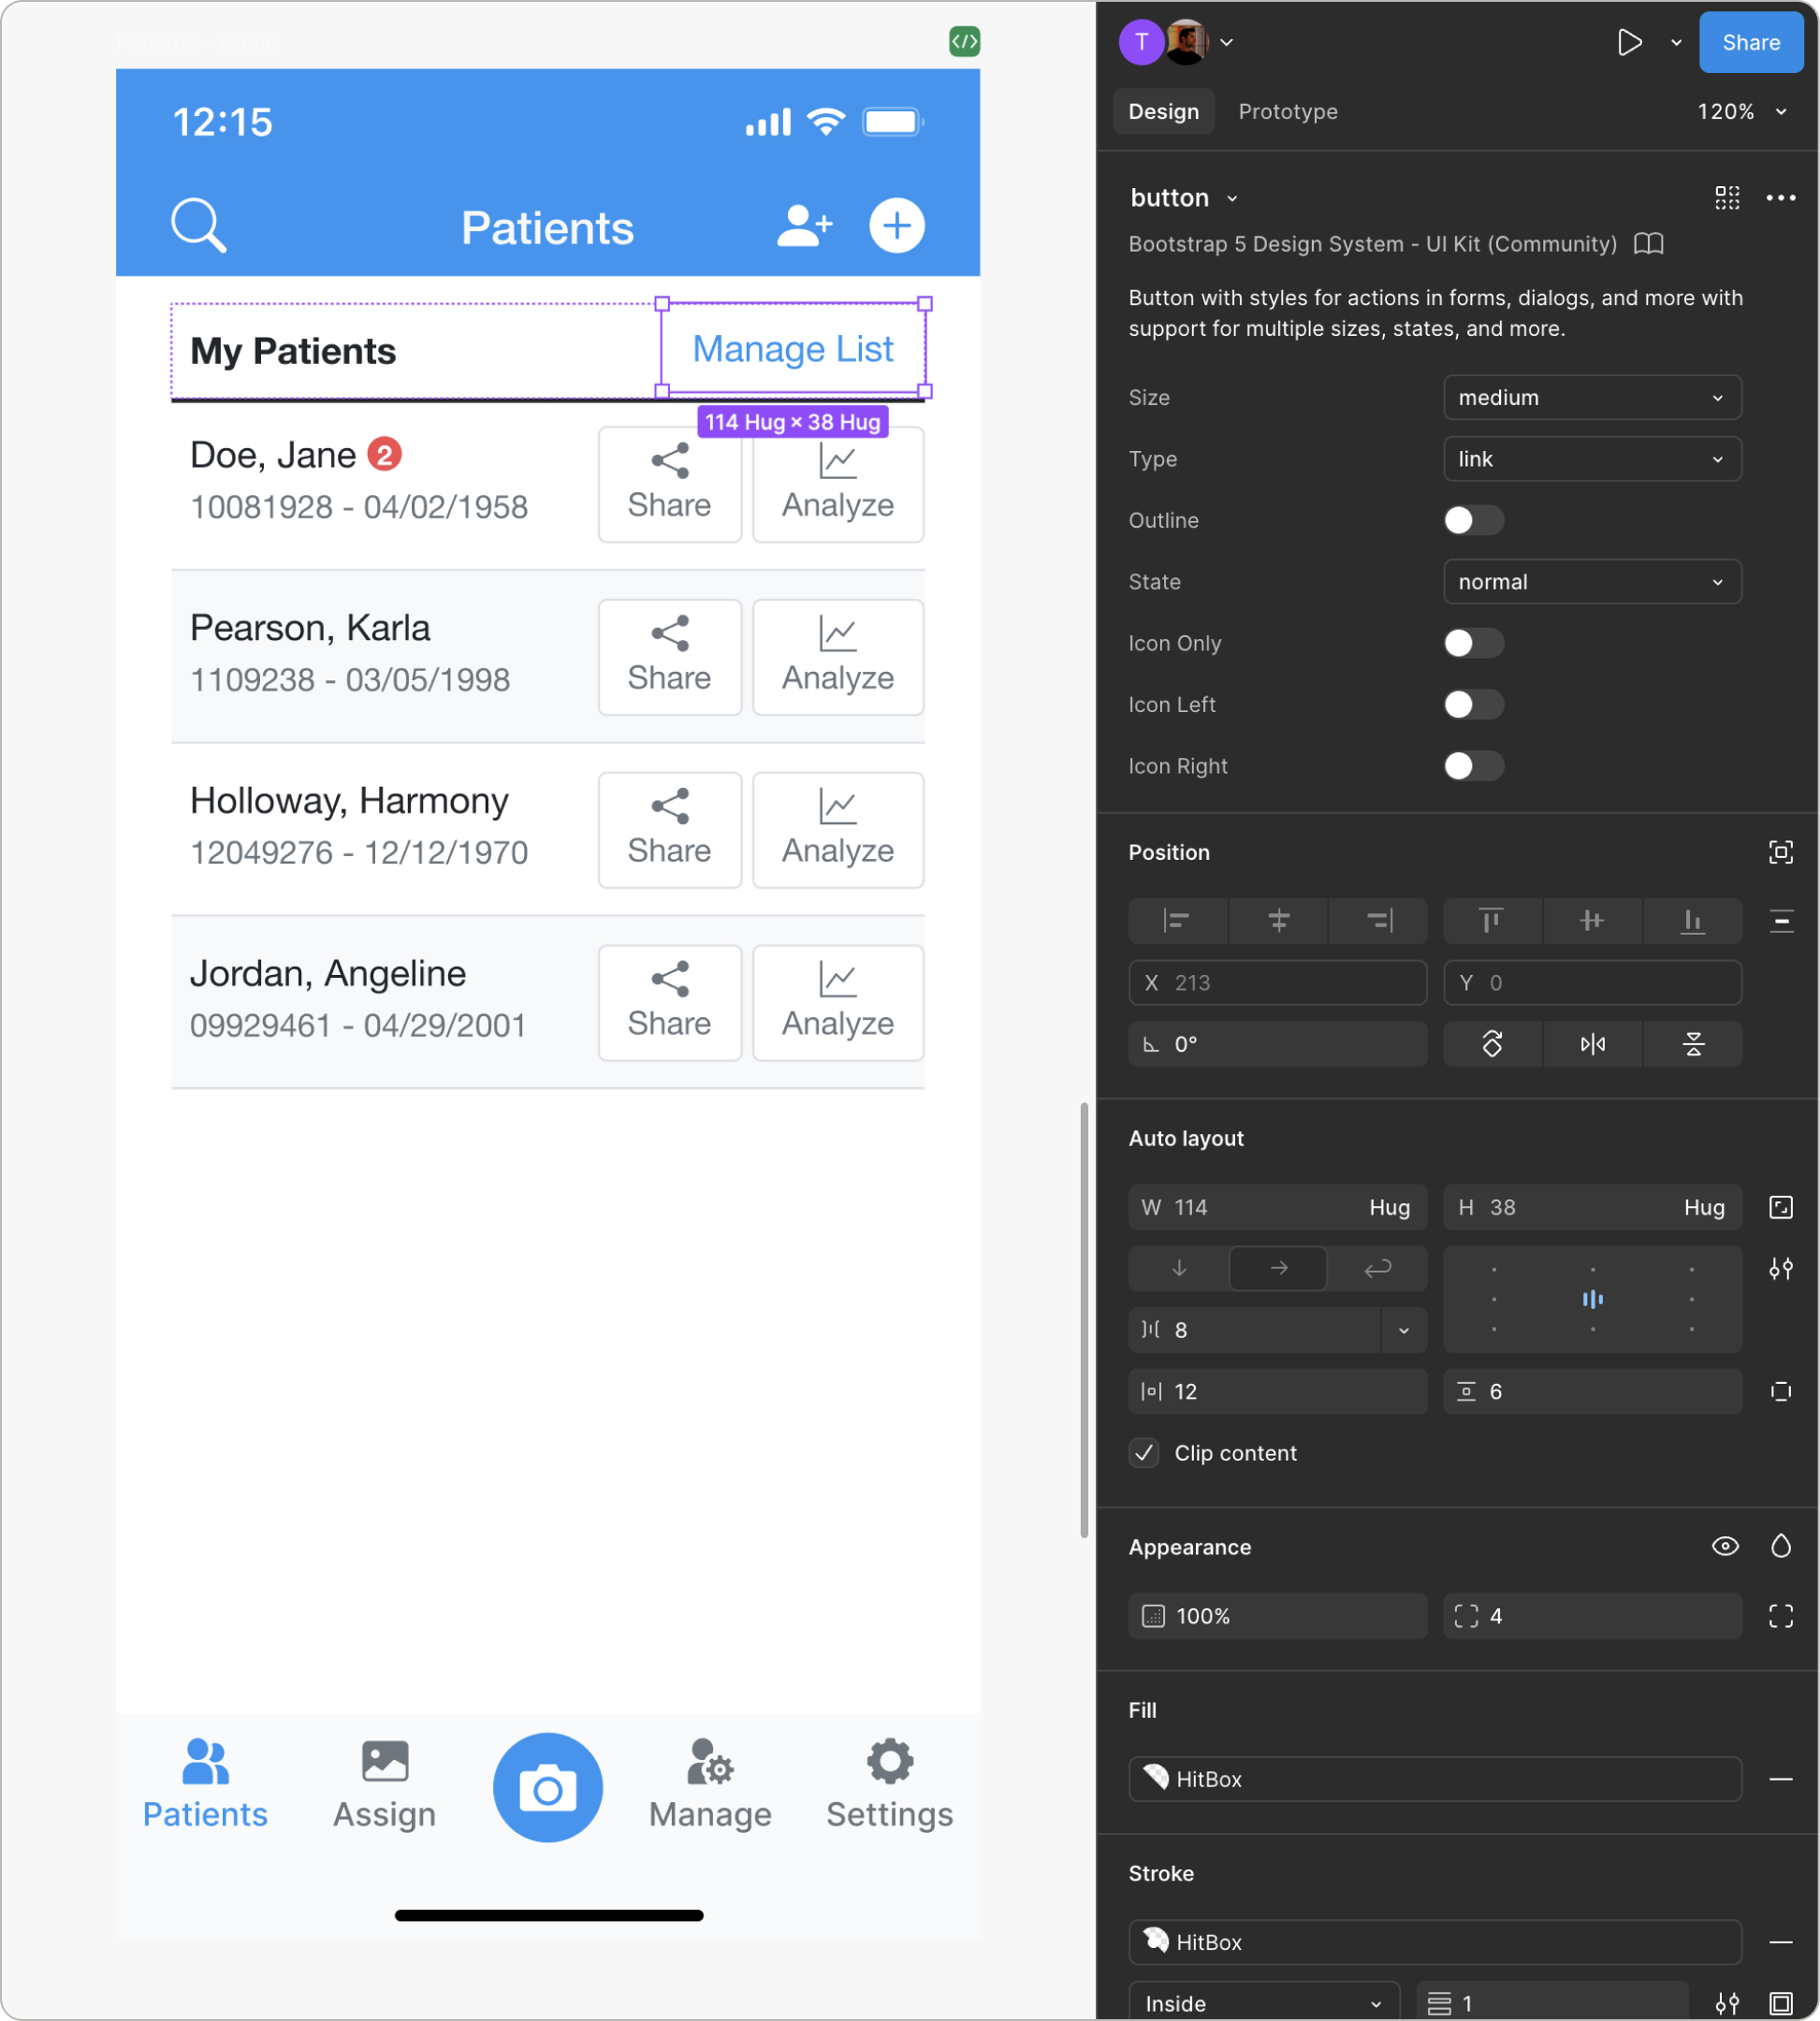 Patients - Home
12:15
Patients
My Patients
Manage List
114 Hug × 38 Hug
Doe, Jane 2
10081928 - 04/02/1958
Share
Analyze
Pearson, Karla
1109238 - 03/05/1998
Share
Analyze
Holloway, Harmony
12049276 - 12/12/1970
Share
Analyze
Jordan, Angeline
09929461 - 04/29/2001
Share
Analyze
Patients
Assign
Manage
Settings
T
Share
Design
Prototype
120%
button
Bootstrap 5 Design System - UI Kit (Community)
Button with styles for actions in forms, dialogs, and more with
support for multiple sizes, states, and more.
Size
medium
Type
link
Outline
State
normal
Icon Only
Icon Left
Icon Right
Position
X 213
Y 0
0°
Auto layout
W 114 Hug
H 38 Hug
8
12
6
Clip content
Appearance
100%
4
Fill
HitBox
Stroke
HitBox
Inside
1